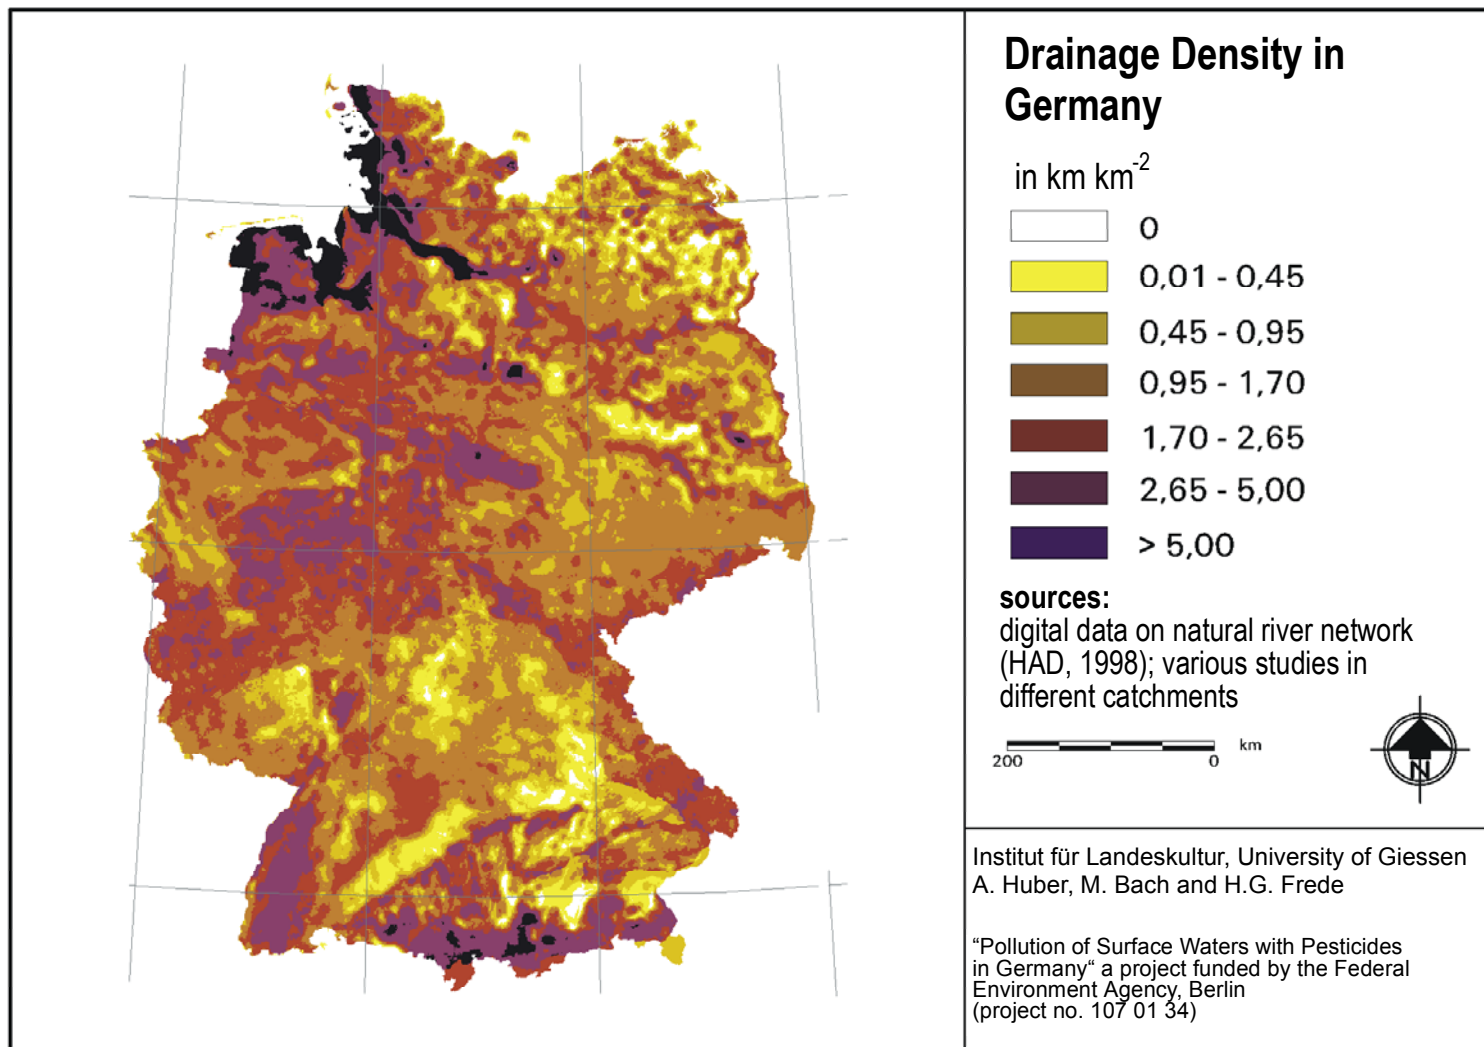 Drainage Density in
Germany
in km km-2
0
0,01 - 0,45
0,45 - 0,95
0,95 - 1,70
1,70 - 2,65
2,65 - 5,00
> 5,00
sources:
digital data on natural river network
(HAD, 1998); various studies in
different catchments
200 0 km
N
Institut für Landeskultur, University of Giessen
A. Huber, M. Bach and H.G. Frede
“Pollution of Surface Waters with Pesticides
in Germany“ a project funded by the Federal
Environment Agency, Berlin
(project no. 107 01 34)